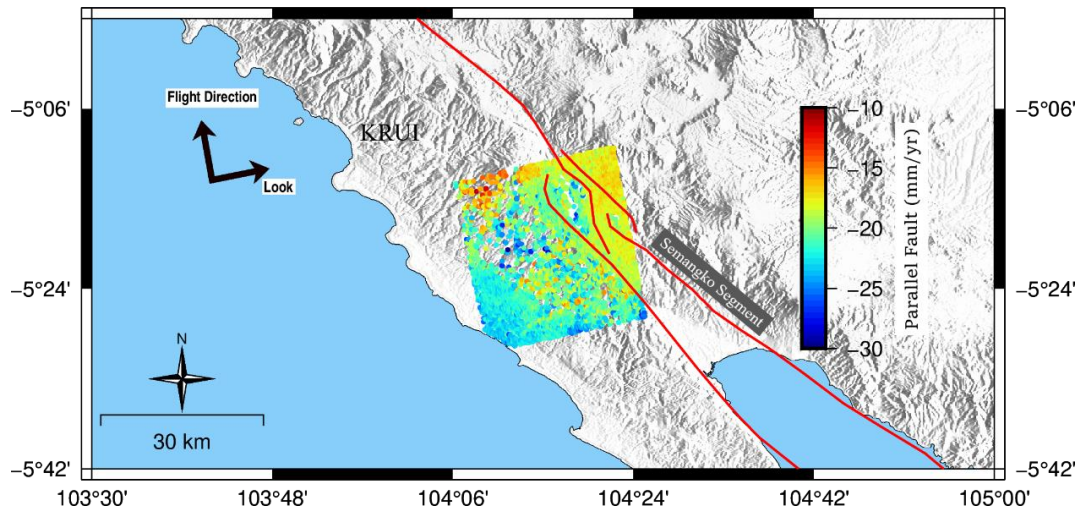 Flight Direction
Look
KRUI
N
30 km
Semangko Segment
−10
−15
−20
−25
−30
Parallel Fault (mm/yr)
−5°06'
−5°24'
−5°42'
−5°06'
−5°24'
−5°42'
103°30'
103°48'
104°06'
104°24'
104°42'
105°00'